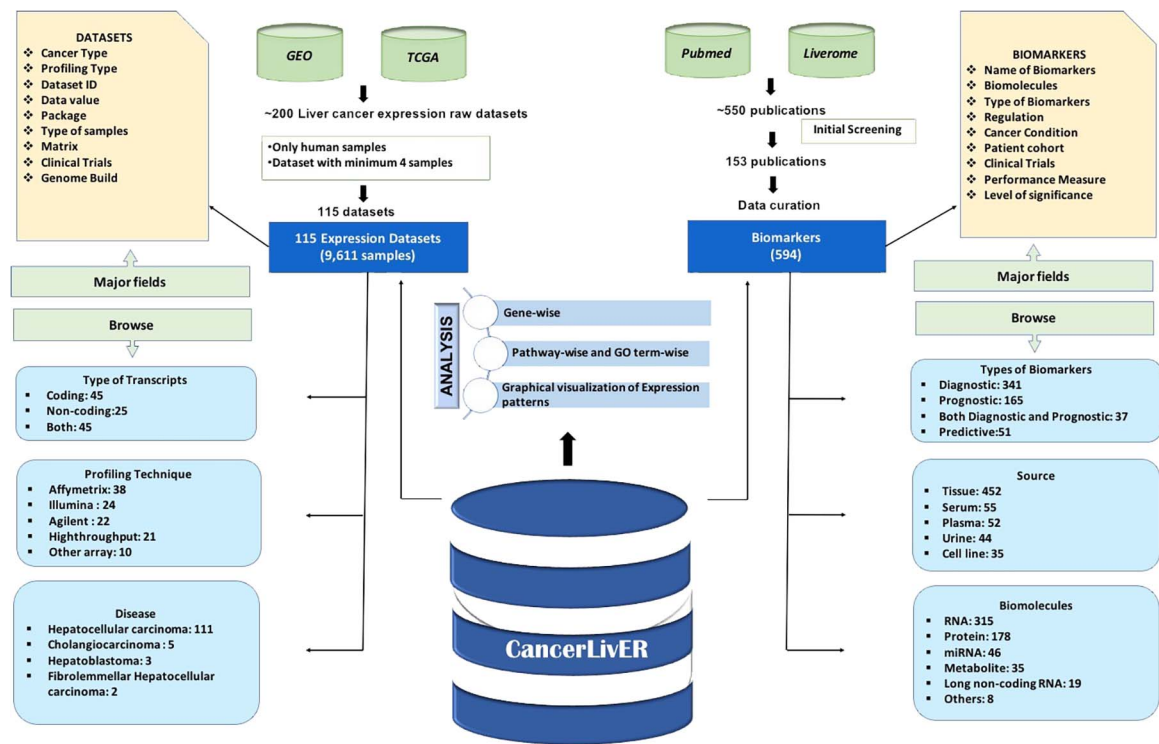 DATASETS
❖ Cancer Type
❖ Profiling Type
❖ Dataset ID
❖ Data value
❖ Package
❖ Type of samples
❖ Matrix
❖ Clinical Trials
❖ Genome Build
Major fields
Browse
Type of Transcripts
▪ Coding: 45
▪ Non-coding:25
▪ Both: 45
Profiling Technique
▪ Affymetrix: 38
▪ Illumina : 24
▪ Agilent : 22
▪ Highthroughput: 21
▪ Other array: 10
Disease
▪ Hepatocellular carcinoma: 111
▪ Cholangiocarcinoma : 5
▪ Hepatoblastoma: 3
▪ Fibrolemmellar Hepatocellular
carcinoma: 2
GEO
TCGA
~200 Liver cancer expression raw datasets
•Only human samples
•Dataset with minimum 4 samples
115 datasets
115 Expression Datasets
(9,611 samples)
ANALYSIS
Gene-wise
Pathway-wise and GO term-wise
Graphical visualization of Expression
patterns
CancerLivER
Pubmed
Liverome
~550 publications
Initial Screening
153 publications
Data curation
Biomarkers
(594)
BIOMARKERS
❖ Name of Biomarkers
❖ Biomolecules
❖ Type of Biomarkers
❖ Regulation
❖ Cancer Condition
❖ Patient cohort
❖ Clinical Trials
❖ Performance Measure
❖ Level of significance
Major fields
Browse
Types of Biomarkers
▪ Diagnostic: 341
▪ Prognostic: 165
▪ Both Diagnostic and Prognostic: 37
▪ Predictive:51
Source
▪ Tissue: 452
▪ Serum: 55
▪ Plasma: 52
▪ Urine: 44
▪ Cell line: 35
Biomolecules
▪ RNA: 315
▪ Protein: 178
▪ miRNA: 46
▪ Metabolite: 35
▪ Long non-coding RNA: 19
▪ Others: 8